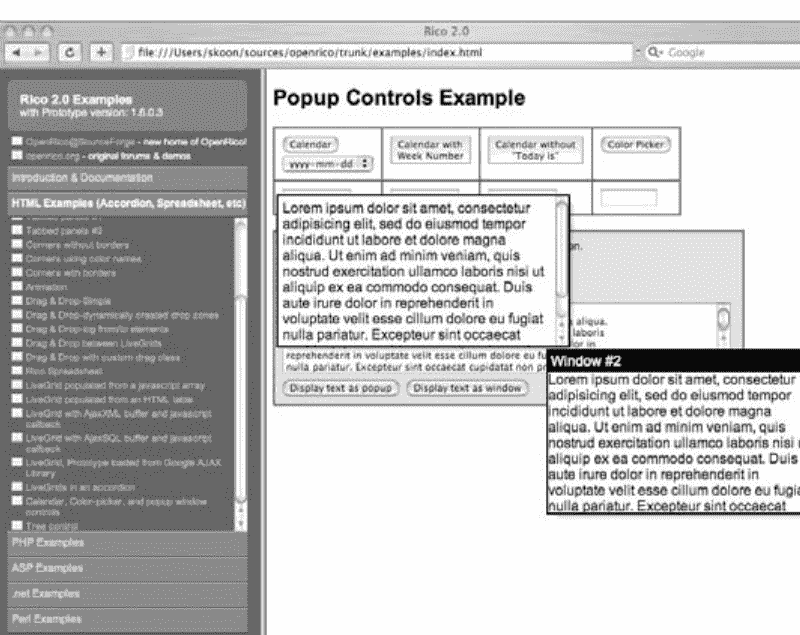 Rico 2.0
file:///Users/skoon/sources/openrico/trunk/examples/index.html
Google
Rico 2.0 Examples
with Prototype version: 1.6.0.3
OpenRico@SourceForge - new home of OpenRico!
openrico.org - original forums & demos
Introduction & Documentation
HTML Examples (Accordion, Spreadsheet, etc)
Tabbed panels #2
Corners without borders
Corners using color names
Corners with borders
Animation
Drag & Drop-Simple
Drag & Drop-dynamically created drop zones
Drag & Drop-log from/to elements
Drag & Drop between LiveGrids
Drag & Drop with custom drag class
Rico Spreadsheet
LiveGrid populated from a javascript array
LiveGrid populated from an HTML table
LiveGrid with AjaxXML buffer and javascript
callback
LiveGrid with AjaxSQL buffer and javascript
callback
LiveGrid, Prototype loaded from Google AJAX
Library
LiveGrids in an accordion
Calendar, Color-picker, and popup window
controls
Tree control
PHP Examples
ASP Examples
.net Examples
Perl Examples
Popup Controls Example
Calendar
yyyy-mm-dd
Calendar with
Week Number
Calendar without
"Today is"
Color Picker
Lorem ipsum dolor sit amet, consectetur
adipisicing elit, sed do eiusmod tempor
incididunt ut labore et dolore magna
aliqua. Ut enim ad minim veniam, quis
nostrud exercitation ullamco laboris nisi ut
aliquip ex ea commodo consequat. Duis
aute irure dolor in reprehenderit in
voluptate velit esse cillum dolore eu fugiat
nulla pariatur. Excepteur sint occaecat
on.
aliqua.
laboris
lor in
reprehenderit in voluptate velit esse cillum dolore eu fu
nulla pariatur. Excepteur sint occaecat cupidatat non pr
Display text as popup
Display text as window
Window #2
Lorem ipsum dolor sit amet, consectetur
adipisicing elit, sed do eiusmod tempor
incididunt ut labore et dolore magna
aliqua. Ut enim ad minim veniam, quis
nostrud exercitation ullamco laboris nisi
aliquip ex ea commodo consequat. Duis
aute irure dolor in reprehenderit in
voluptate velit esse cillum dolore eu fugia
nulla pariatur. Excepteur sint occaecat